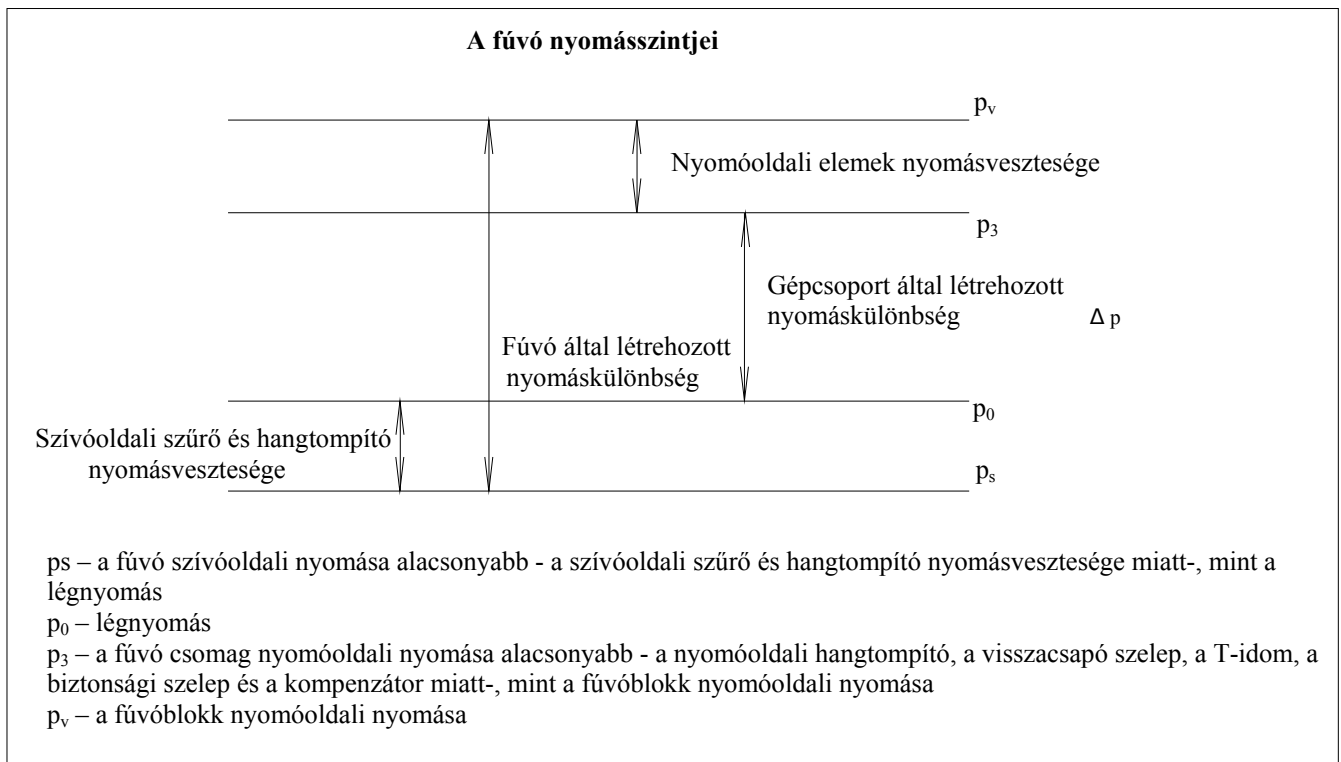 A fúvó nyomásszintjei
pᵥ
Nyomóoldali elemek nyomásvesztesége
p₃
Gépcsoport által létrehozott
nyomáskülönbség Δ p
Fúvó által létrehozott
nyomáskülönbség
p₀
Szívóoldali szűrő és hangtompító
nyomásvesztesége
pₛ
ps – a fúvó szívóoldali nyomása alacsonyabb - a szívóoldali szűrő és hangtompító nyomásvesztesége miatt-, mint a
légnyomás
p₀ – légnyomás
p₃ – a fúvó csomag nyomóoldali nyomása alacsonyabb - a nyomóoldali hangtompító, a visszacsapó szelep, a T-idom, a
biztonsági szelep és a kompenzátor miatt-, mint a fúvóblokk nyomóoldali nyomása
pᵥ – a fúvóblokk nyomóoldali nyomása